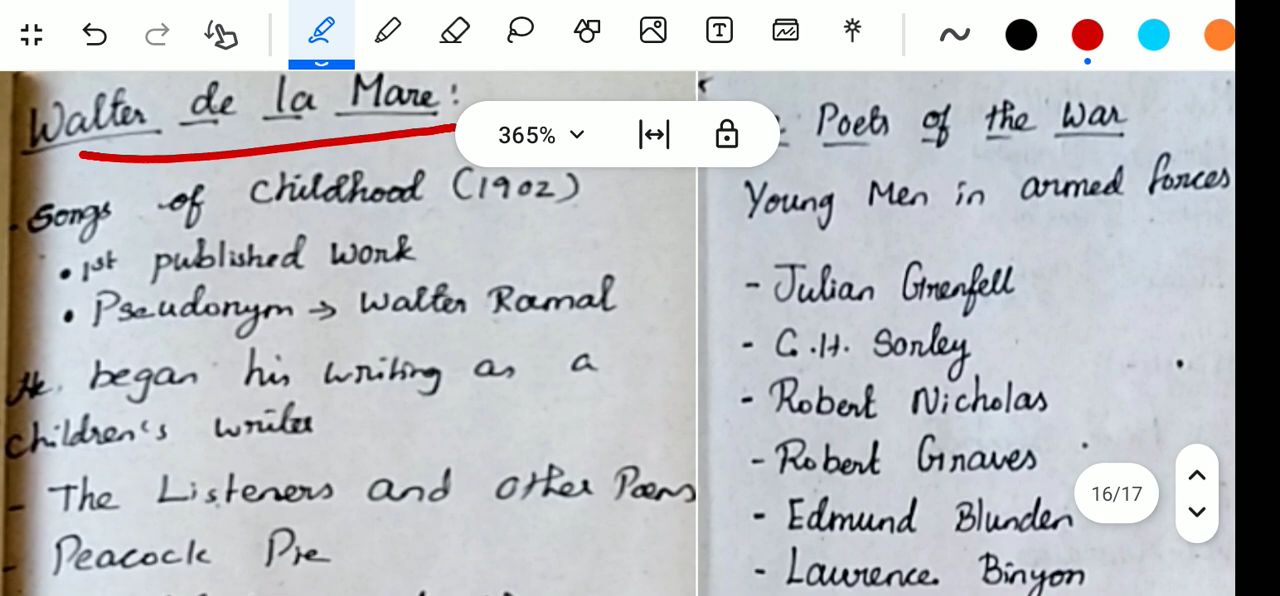 365%
Walter de la Mare:
- Songs of Childhood (1902)
• 1st published work
• Pseudonym → Walter Ramal
He began his writing as a
children's writer
- The Listeners and other Poems
- Peacock Pie
Poets of the War
Young Men in armed forces
- Julian Grenfell
- C.H. Sorley
- Robert Nicholas
- Robert Graves
- Edmund Blunden
- Lawrence Binyon
16/17